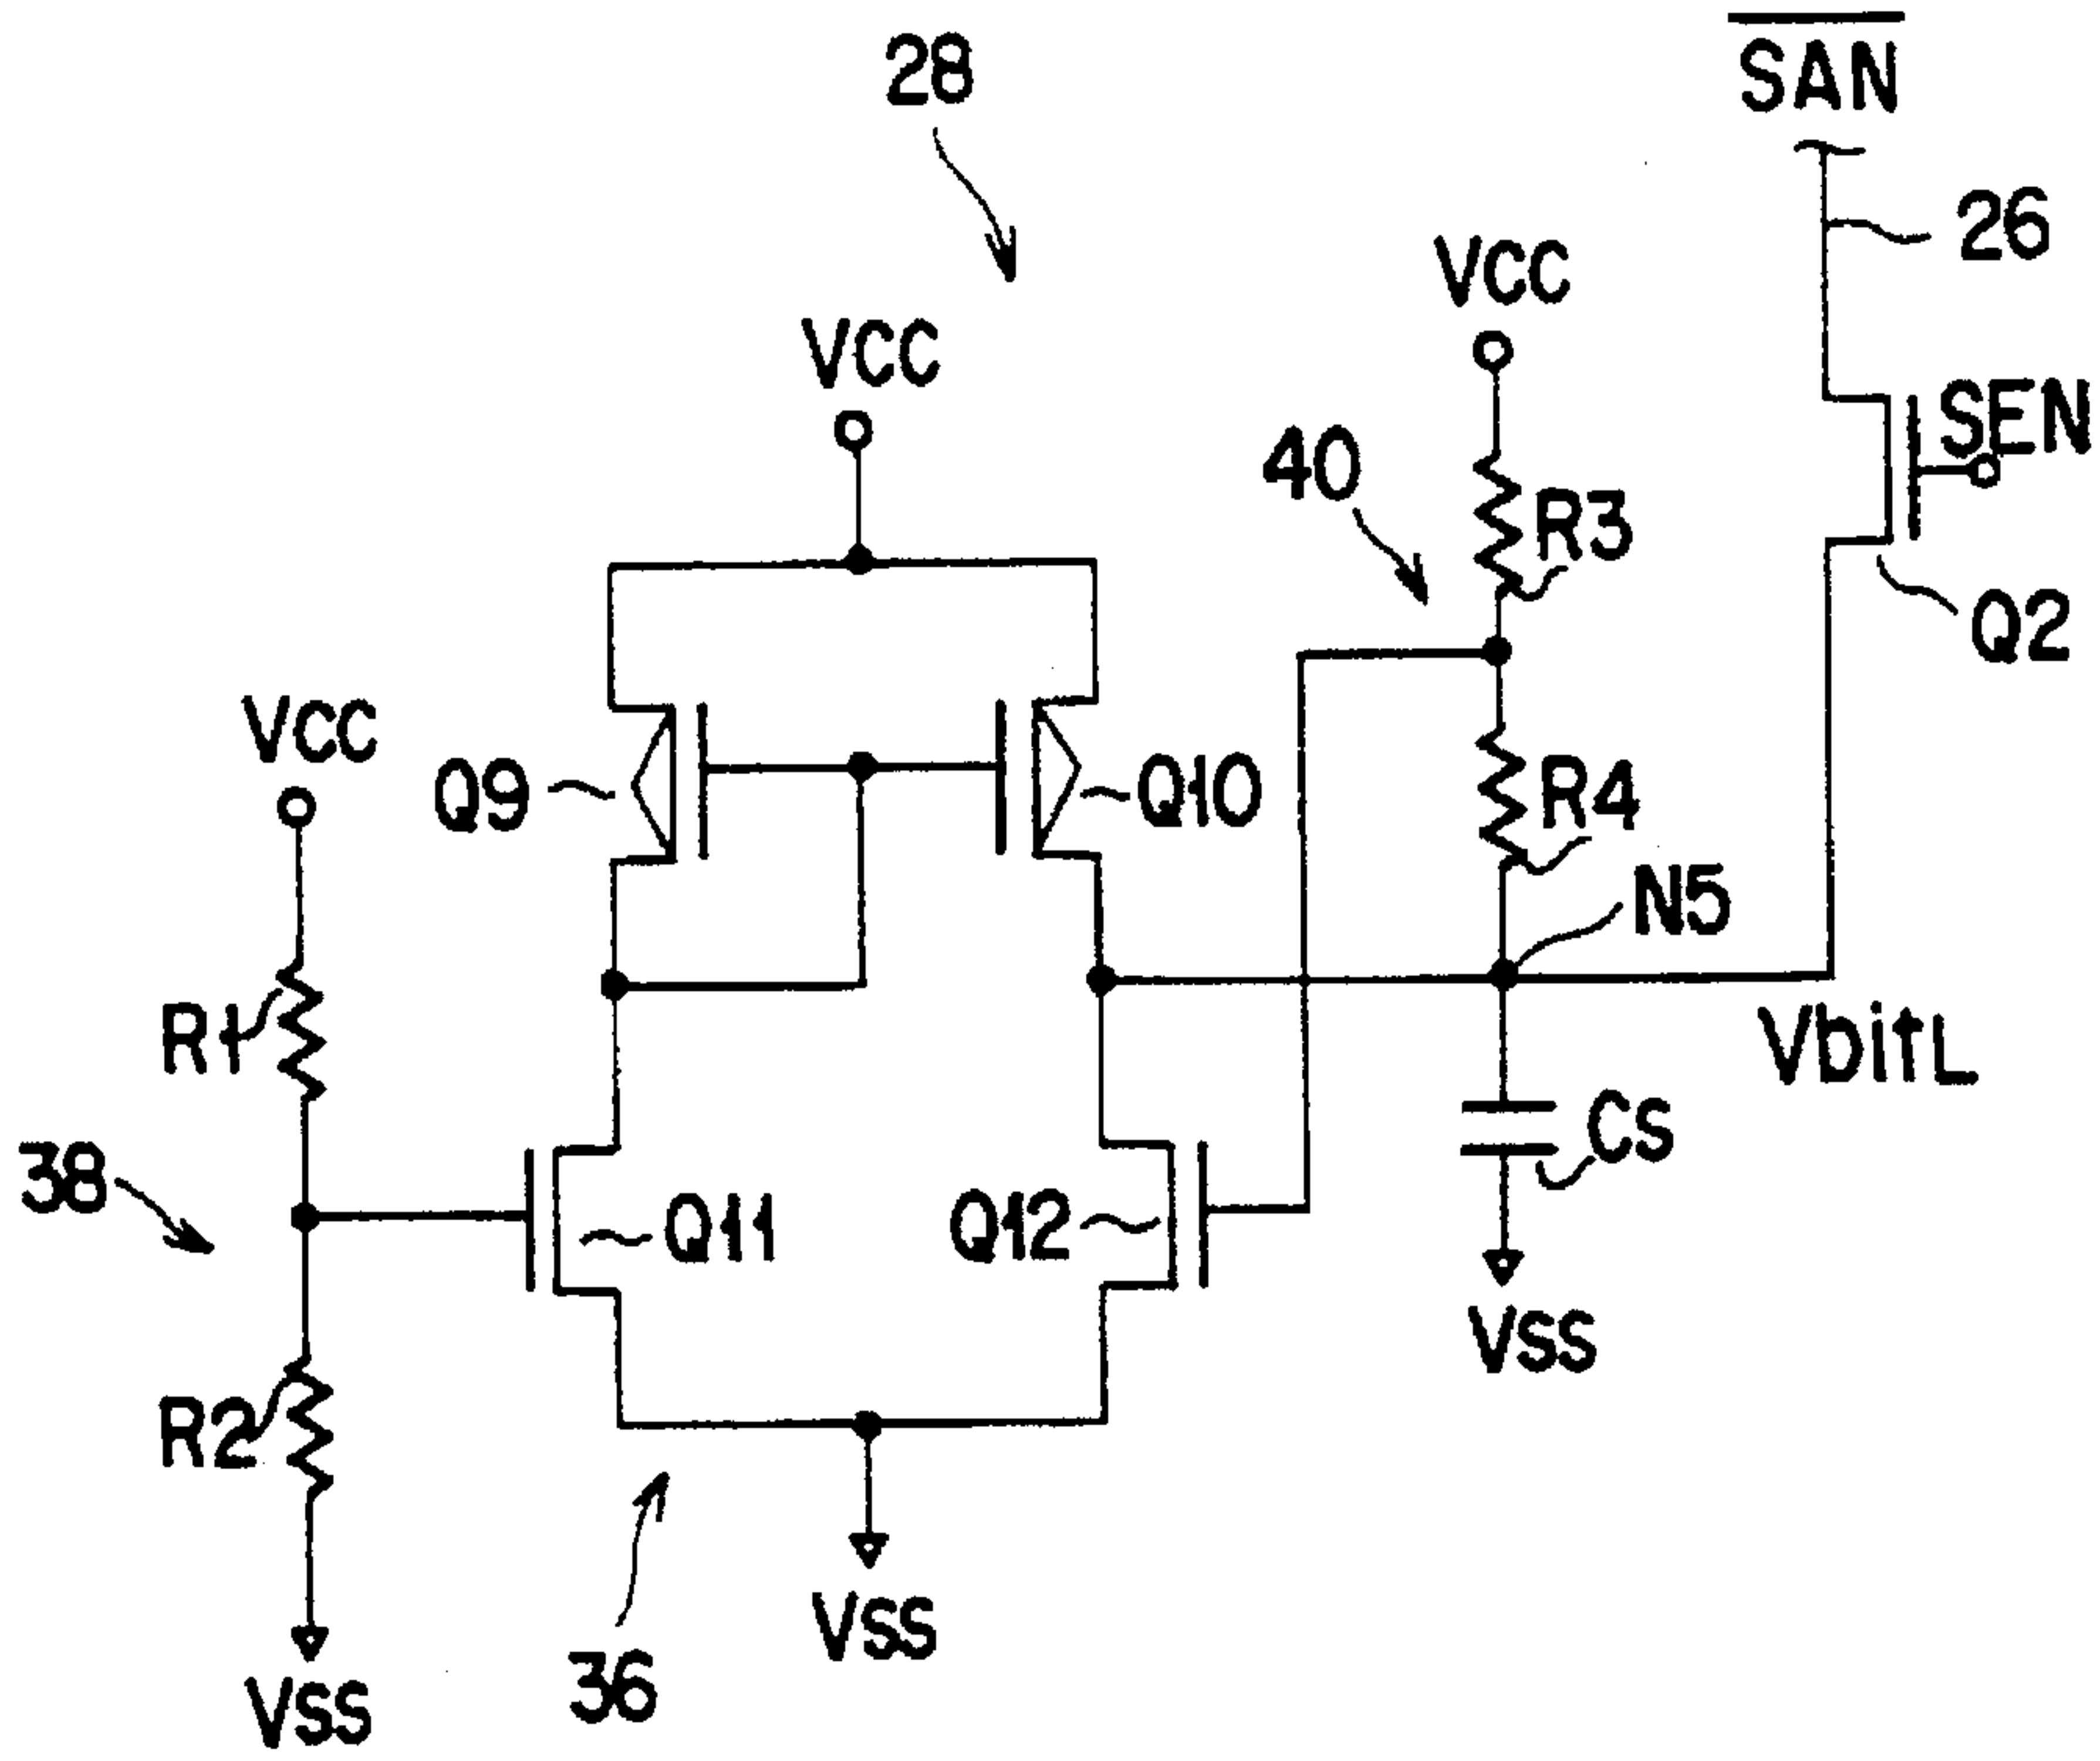 28
SAN
26
VCC
VCC
SEN
40
R3
Q2
VCC
Q9
Q10
R4
N5
R1
VbitL
38
CS
Q11
Q12
VSS
R2
VSS
36
VSS